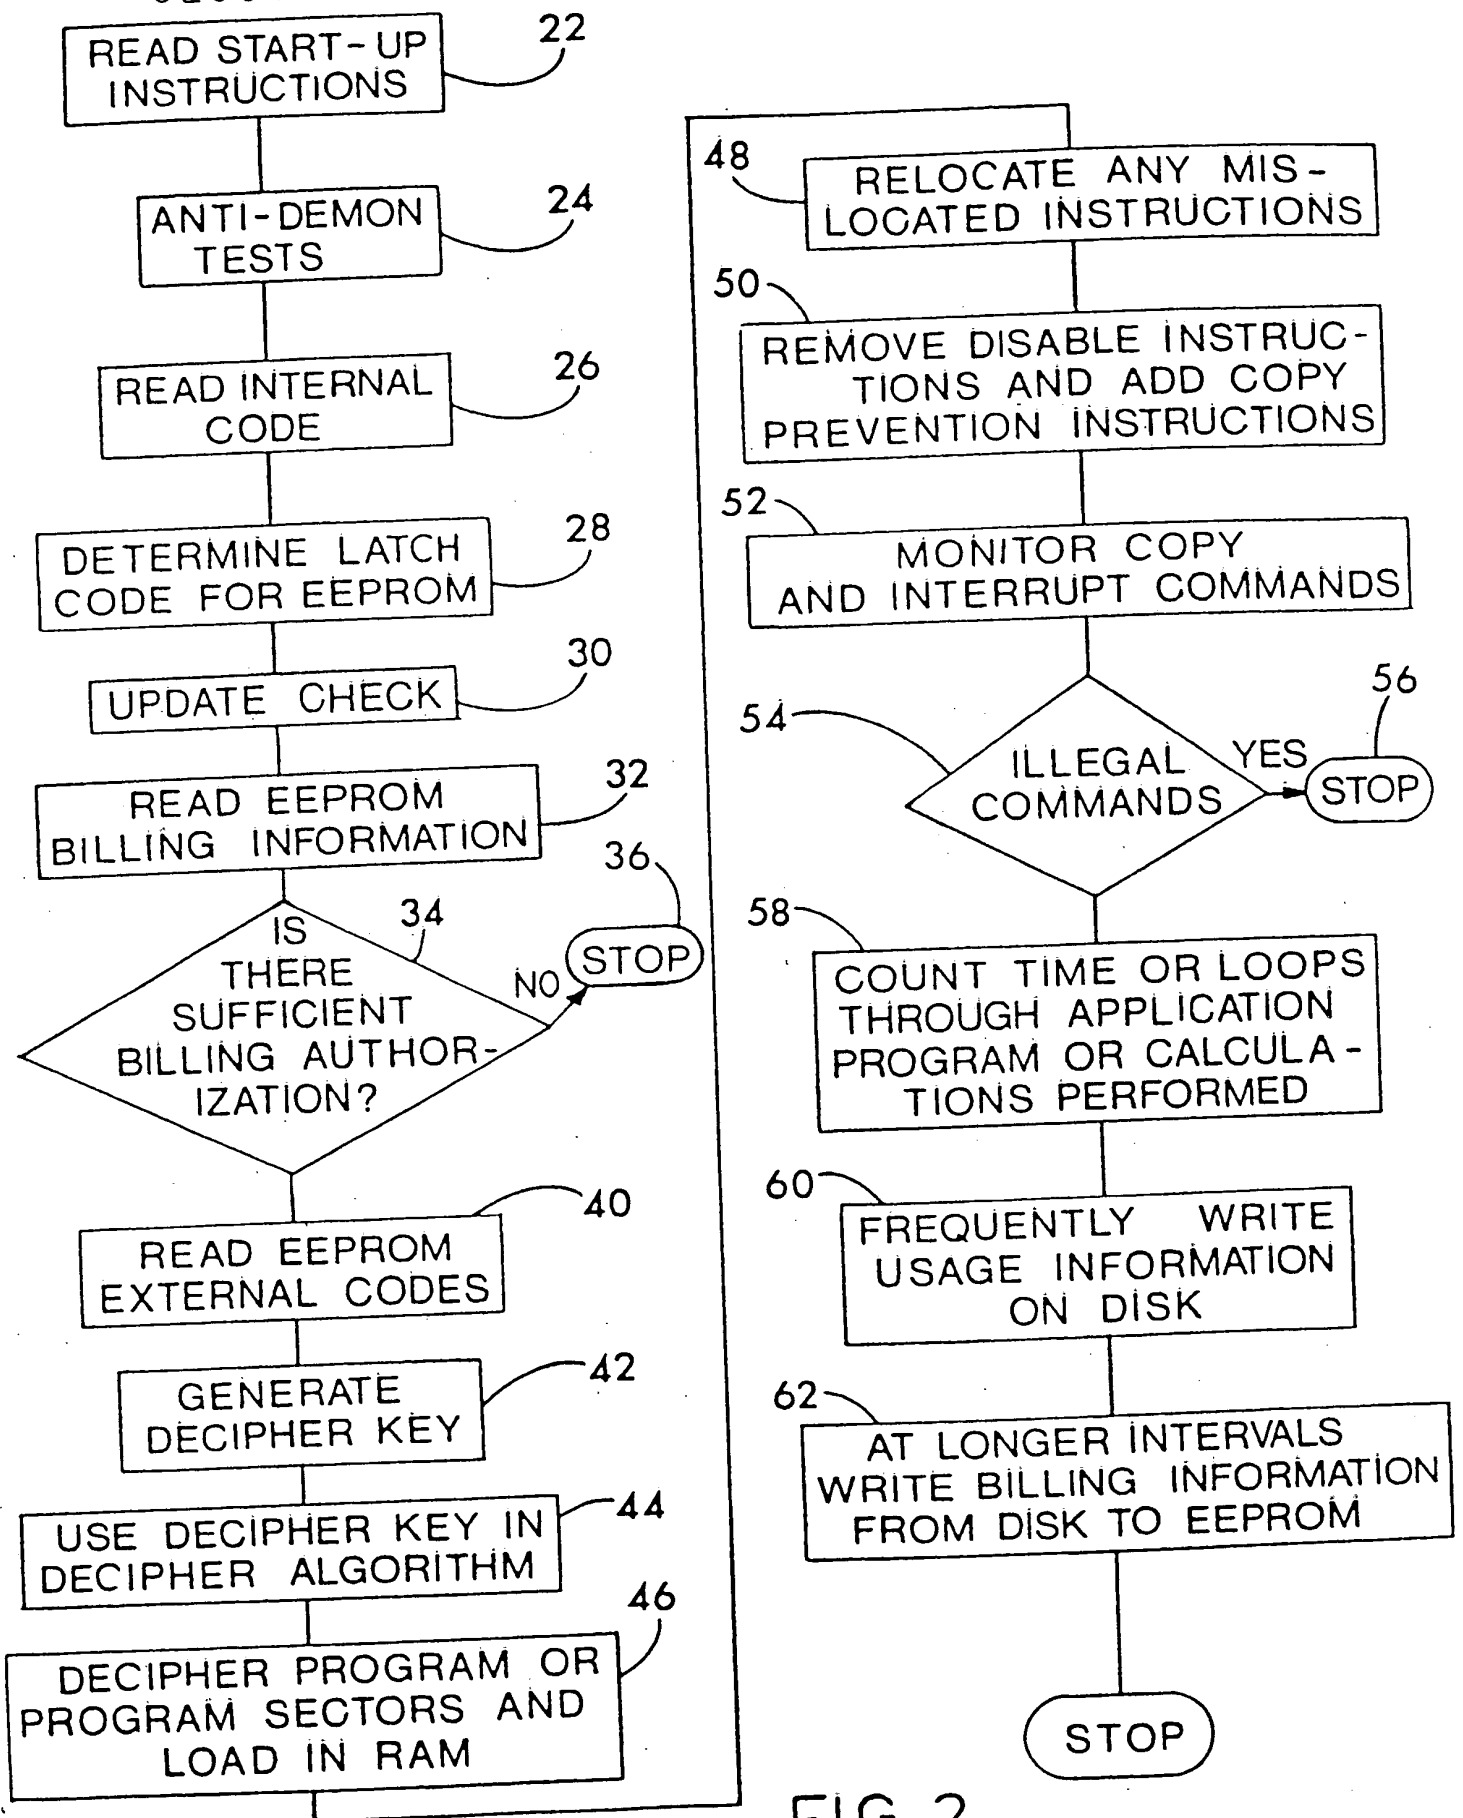 22
READ START-UP
INSTRUCTIONS
24
ANTI-DEMON
TESTS
26
READ INTERNAL
CODE
28
DETERMINE LATCH
CODE FOR EEPROM
30
UPDATE CHECK
32
READ EEPROM
BILLING INFORMATION
36
STOP
34
IS
THERE
SUFFICIENT
BILLING AUTHOR-
IZATION?
NO
40
READ EEPROM
EXTERNAL CODES
42
GENERATE
DECIPHER KEY
44
USE DECIPHER KEY IN
DECIPHER ALGORITHM
46
DECIPHER PROGRAM OR
PROGRAM SECTORS AND
LOAD IN RAM
48
RELOCATE ANY MIS-
LOCATED INSTRUCTIONS
50
REMOVE DISABLE INSTRUC-
TIONS AND ADD COPY
PREVENTION INSTRUCTIONS
52
MONITOR COPY
AND INTERRUPT COMMANDS
54
ILLEGAL
COMMANDS
YES
56
STOP
58
COUNT TIME OR LOOPS
THROUGH APPLICATION
PROGRAM OR CALCULA-
TIONS PERFORMED
60
FREQUENTLY WRITE
USAGE INFORMATION
ON DISK
62
AT LONGER INTERVALS
WRITE BILLING INFORMATION
FROM DISK TO EEPROM
STOP
FIG 2